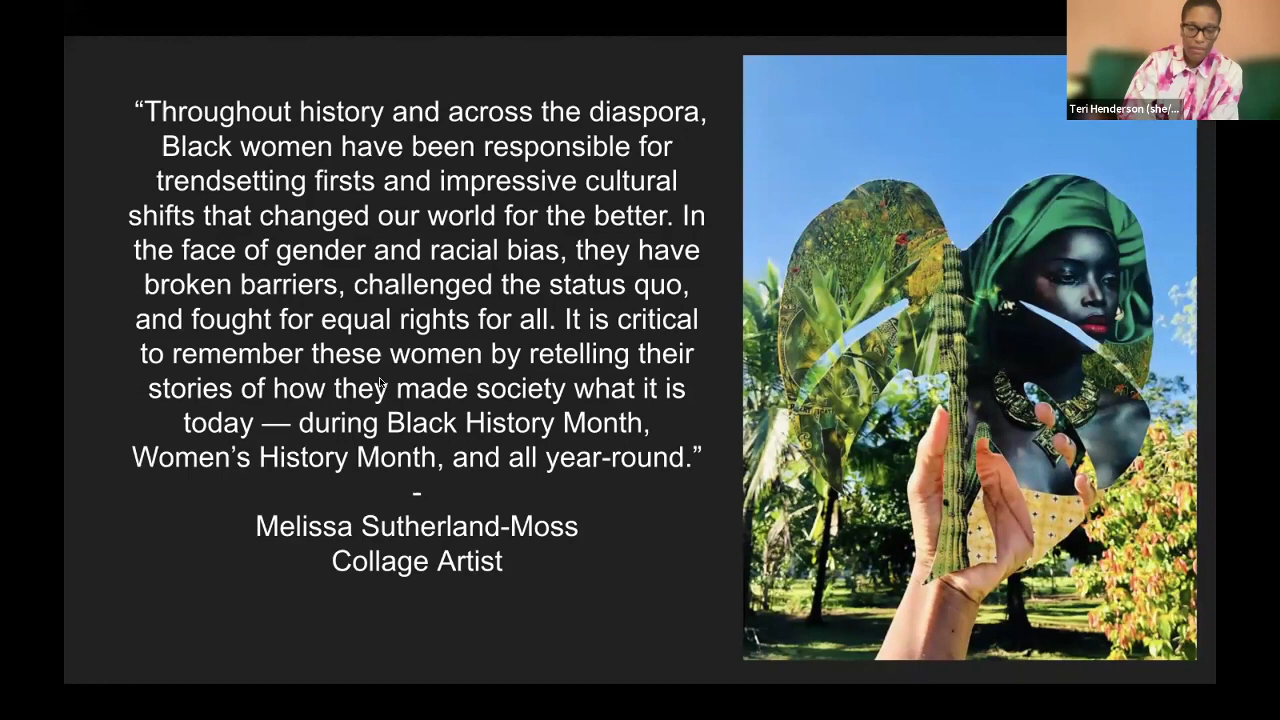 “Throughout history and across the diaspora,
Black women have been responsible for
trendsetting firsts and impressive cultural
shifts that changed our world for the better. In
the face of gender and racial bias, they have
broken barriers, challenged the status quo,
and fought for equal rights for all. It is critical
to remember these women by retelling their
stories of how they made society what it is
today — during Black History Month,
Women’s History Month, and all year-round.”
-
Melissa Sutherland-Moss
Collage Artist
Teri Henderson (she/...